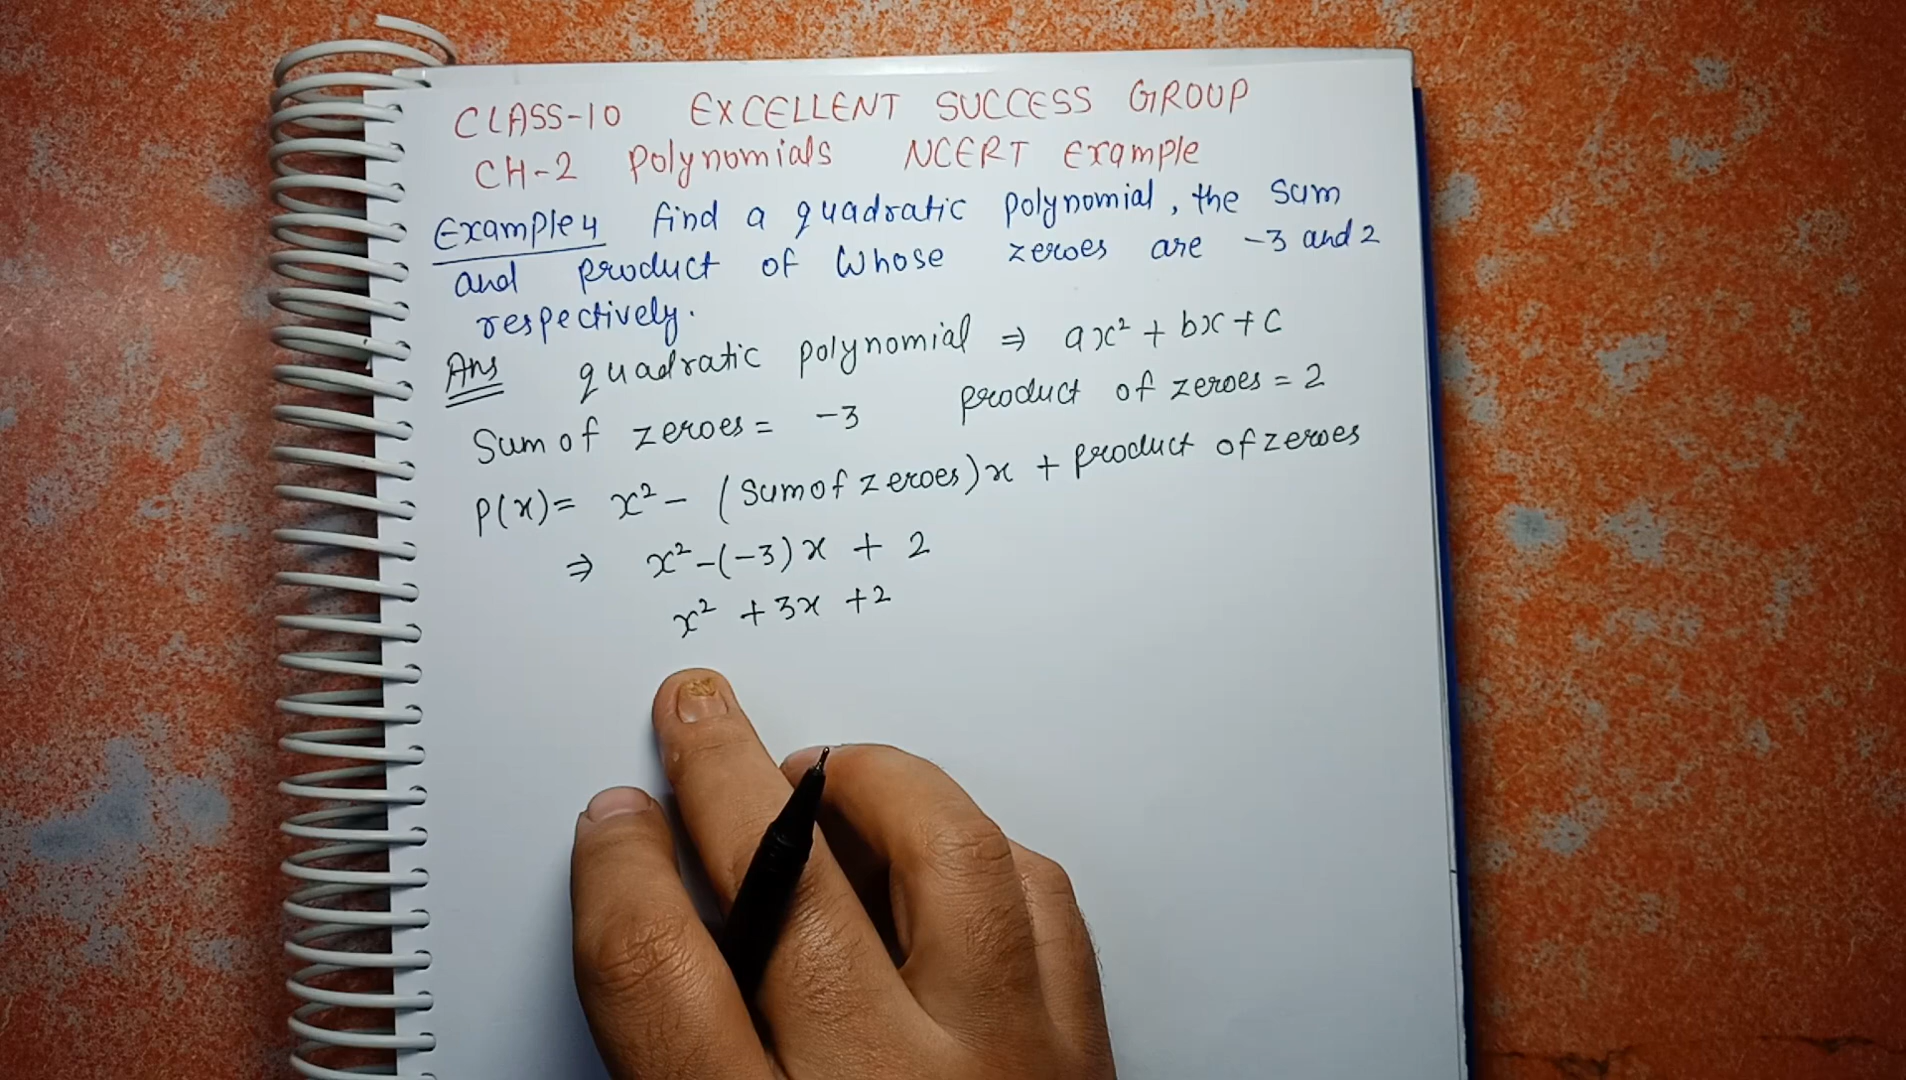 CLASS-10 EXCELLENT SUCCESS GROUP
CH-2 Polynomials NCERT Example
Example 4 find a quadratic polynomial, the sum
and product of Whose zeroes are -3 and 2
respectively.
Ans quadratic polynomial ⇒ ax² + bx + c
Sum of zeroes = -3 product of zeroes = 2
P(x) = x² - (Sum of zeroes)x + product of zeroes
⇒ x² -(-3)x + 2
x² + 3x + 2